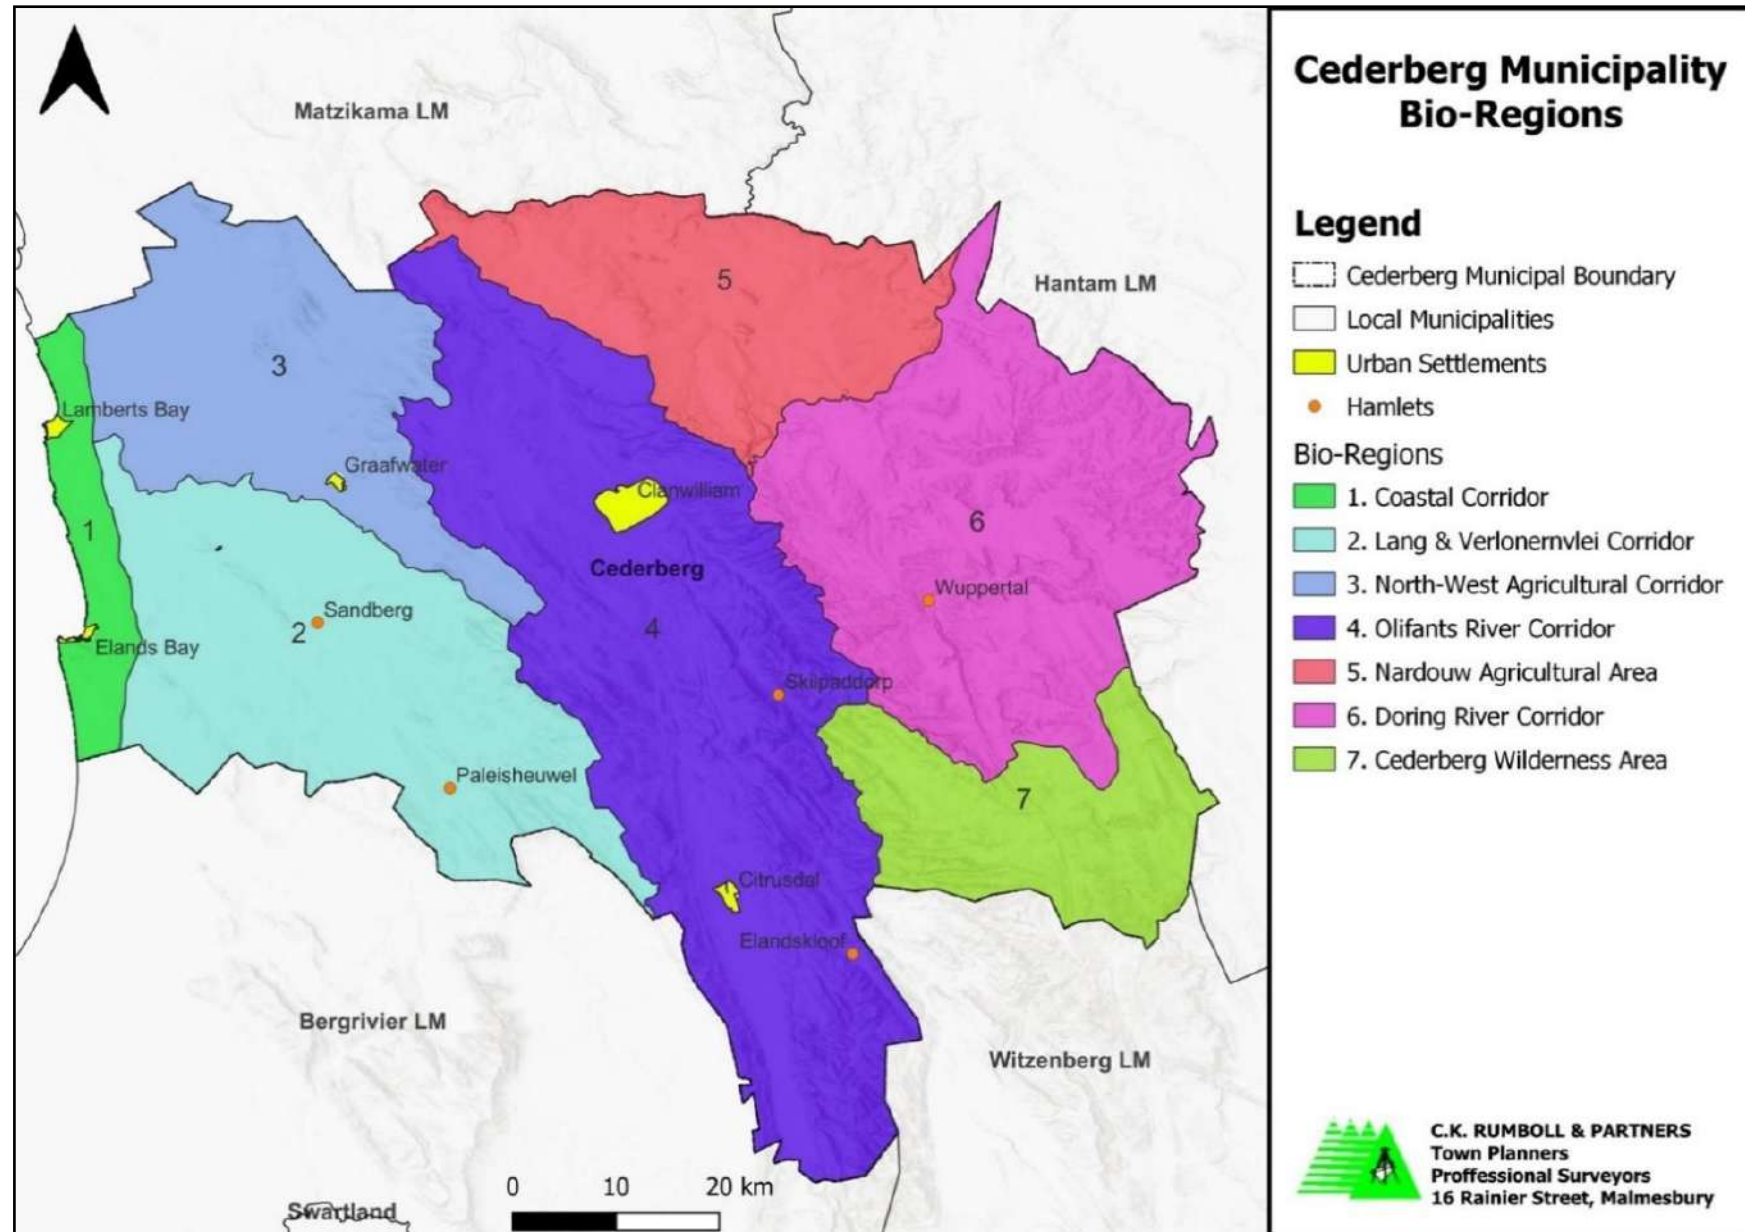 Matzikama LM
Hantam LM
5
3
Lamberts Bay
Graafwater
Clanwilliam
1
6
Cederberg
Wuppertal
Sandberg
2
4
Elands Bay
Skilpaddorp
Paleisheuwel
7
Citrusdal
Elandskloof
Bergrivier LM
Witzenberg LM
0 10 20 km
Swartland
Cederberg Municipality
Bio-Regions
Legend
Cederberg Municipal Boundary
Local Municipalities
Urban Settlements
Hamlets
Bio-Regions
1. Coastal Corridor
2. Lang & Verlonernvlei Corridor
3. North-West Agricultural Corridor
4. Olifants River Corridor
5. Nardouw Agricultural Area
6. Doring River Corridor
7. Cederberg Wilderness Area
C.K. RUMBOLL & PARTNERS
Town Planners
Proffessional Surveyors
16 Rainier Street, Malmesbury